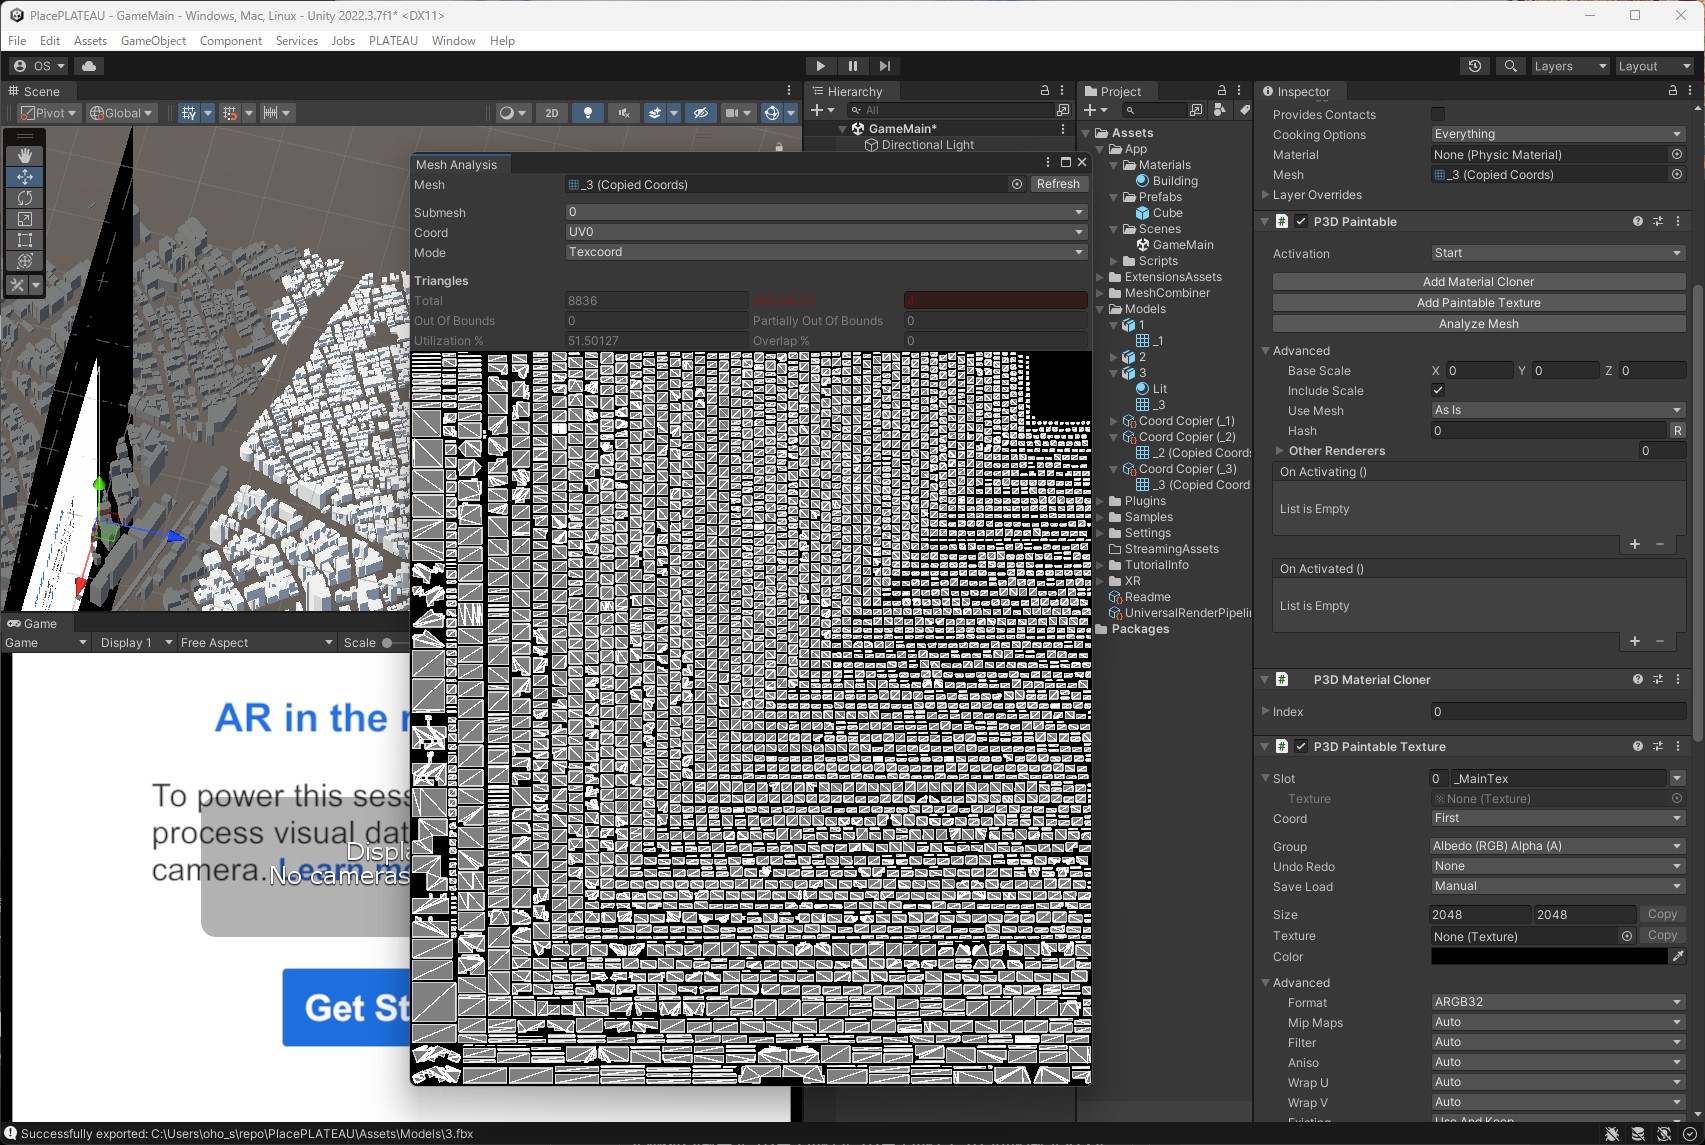 PlacePLATEAU - GameMain - Windows, Mac, Linux - Unity 2022.3.7f1* <DX11>
File Edit Assets GameObject Component Services Jobs PLATEAU Window Help
OS
Layers
Layout
Scene
Pivot
Global
2D
Hierarchy
All
GameMain*
Directional Light
Mesh Analysis
Mesh _3 (Copied Coords) Refresh
Submesh 0
Coord UV0
Mode Texcoord
Triangles
Total 8836
4
Out Of Bounds 0 Partially Out Of Bounds 0
Utilization % 51.50127 Overlap % 0
Project
Assets
App
Materials
Building
Prefabs
Cube
Scenes
GameMain
Scripts
ExtensionsAssets
MeshCombiner
Models
1
_1
2
3
Lit
_3
Coord Copier (_1)
Coord Copier (_2)
_2 (Copied Coords
Coord Copier (_3)
_3 (Copied Coord
Plugins
Samples
Settings
StreamingAssets
TutorialInfo
XR
Readme
UniversalRenderPipelin
Packages
Inspector
Provides Contacts
Cooking Options Everything
Material None (Physic Material)
Mesh _3 (Copied Coords)
Layer Overrides
P3D Paintable
Activation Start
Add Material Cloner
Add Paintable Texture
Analyze Mesh
Advanced
Base Scale X 0 Y 0 Z 0
Include Scale
Use Mesh As Is
Hash 0 R
Other Renderers 0
On Activating ()
List is Empty
On Activated ()
List is Empty
P3D Material Cloner
Index 0
P3D Paintable Texture
Slot 0 _MainTex
Texture None (Texture)
Coord First
Group Albedo (RGB) Alpha (A)
Undo Redo None
Save Load Manual
Size 2048 2048 Copy
Texture None (Texture) Copy
Color
Advanced
Format ARGB32
Mip Maps Auto
Filter Auto
Aniso Auto
Wrap U Auto
Wrap V Auto
Existing Use And Keep
Game
Game Display 1 Free Aspect Scale
AR in the r
To power this sess
process visual dat
camera. Learn mo
Displa
No cameras
Get St
Successfully exported: C:\Users\oho_s\repo\PlacePLATEAU\Assets\Models\3.fbx